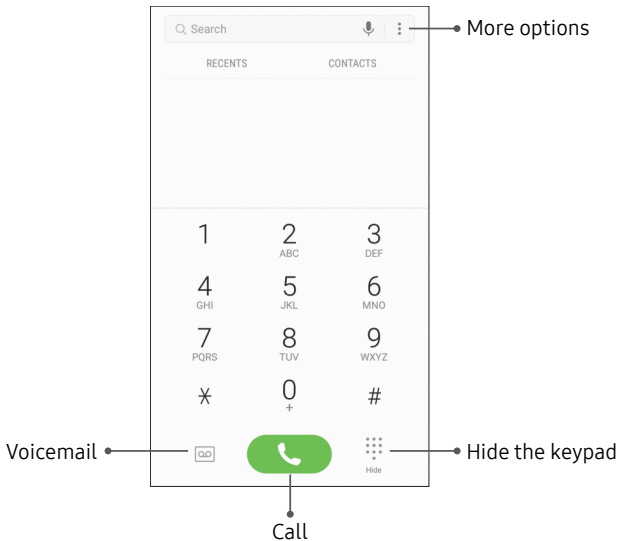 Search
More options
RECENTS CONTACTS
1 2 3
ABC DEF
4 5 6
GHI JKL MNO
7 8 9
PQRS TUV WXYZ
* 0 #
+
Voicemail
Hide the keypad
Hide
Call